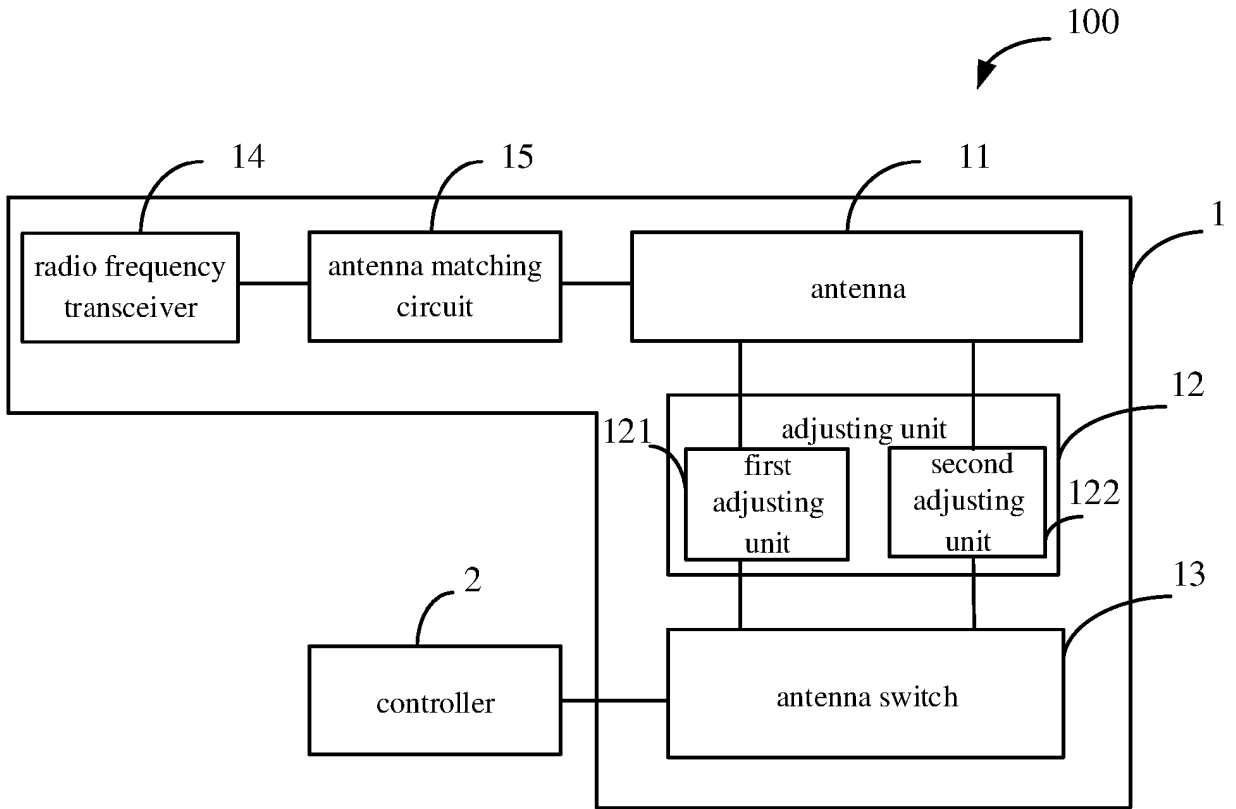 100
14
15
11
1
radio frequency
transceiver
antenna matching
circuit
antenna
12
121
adjusting unit
first
adjusting
unit
second
adjusting
unit
122
2
13
controller
antenna switch